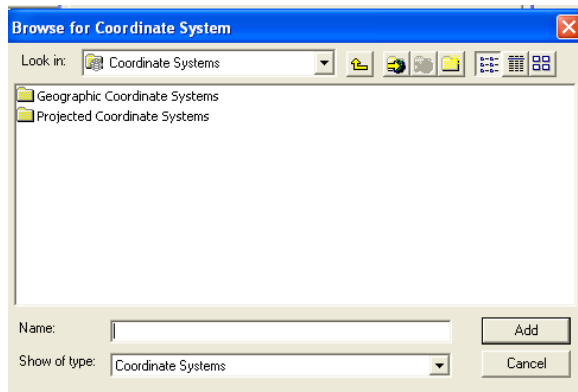 Browse for Coordinate System
Look in: Coordinate Systems
Geographic Coordinate Systems
Projected Coordinate Systems
Name: Add
Show of type: Coordinate Systems Cancel